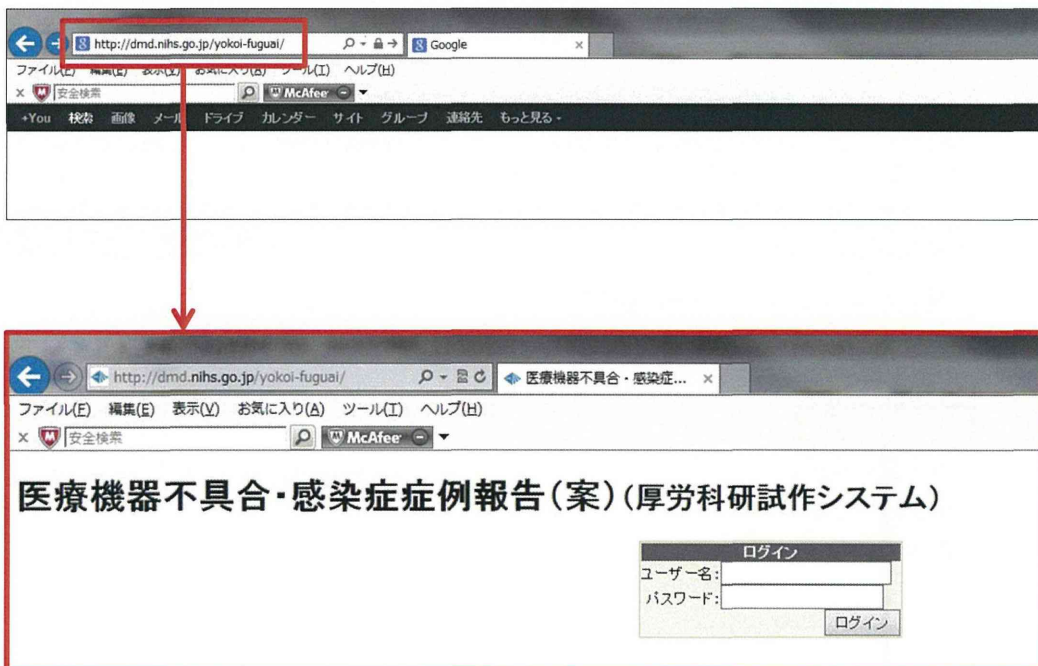 http://dmd.nihs.go.jp/yokoi-fuguai/ Google ×
ファイル(F) 編集(E) 表示(V) お気に入り(A) ツール(T) ヘルプ(H)
× 安全検索 McAfee
+You 検索 画像 メール ドライブ カレンダー サイト グループ 連絡先 もっと見る
http://dmd.nihs.go.jp/yokoi-fuguai/ 医療機器不具合・感染症... ×
ファイル(F) 編集(E) 表示(V) お気に入り(A) ツール(T) ヘルプ(H)
× 安全検索 McAfee
医療機器不具合・感染症症例報告(案)(厚労科研試作システム)
ログイン
ユーザー名:
パスワード:
ログイン